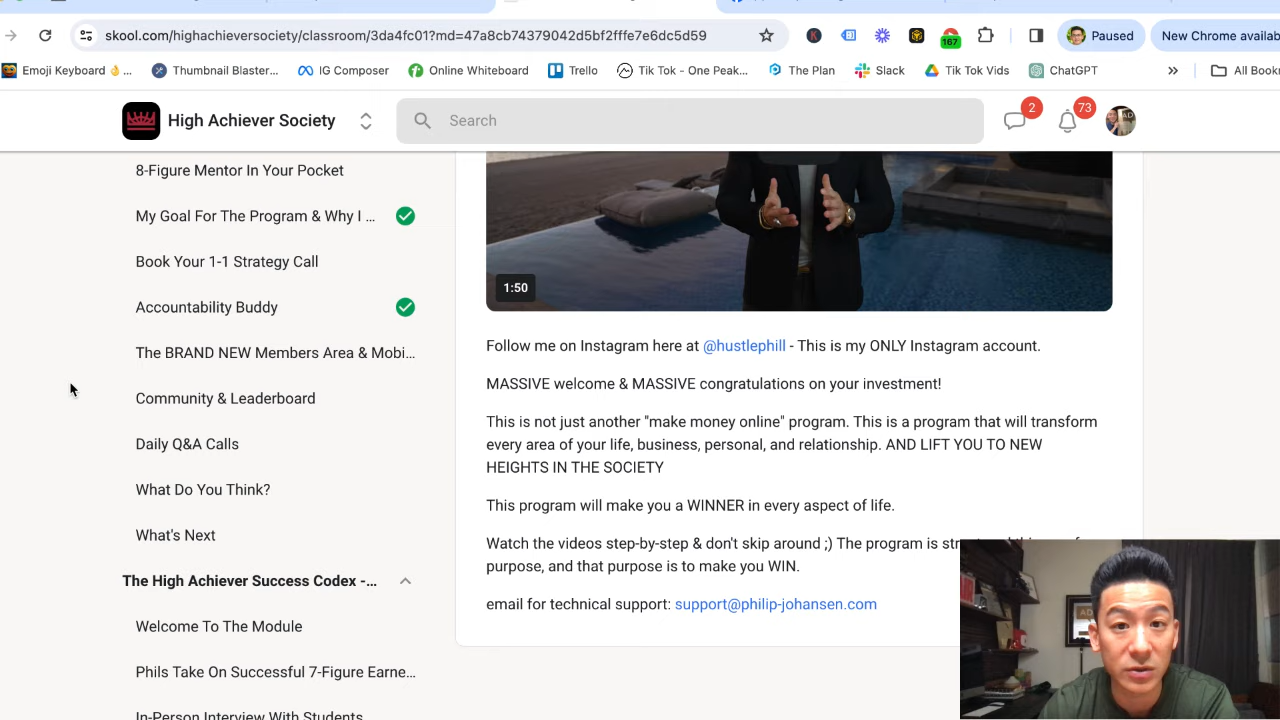 skool.com/highachieversociety/classroom/3da4fc01?md=47a8cb74379042d5bf2fffe7e6dc5d59
167
Paused
New Chrome availab
Emoji Keyboard 👌 ...
Thumbnail Blaster...
IG Composer
Online Whiteboard
Trello
Tik Tok - One Peak...
The Plan
Slack
Tik Tok Vids
ChatGPT
»
All Book
High Achiever Society
Search
2
73
8-Figure Mentor In Your Pocket
My Goal For The Program & Why I ...
Book Your 1-1 Strategy Call
Accountability Buddy
The BRAND NEW Members Area & Mobi...
Community & Leaderboard
Daily Q&A Calls
What Do You Think?
What's Next
The High Achiever Success Codex -...
Welcome To The Module
Phils Take On Successful 7-Figure Earne...
In-Person Interview With Students
1:50
Follow me on Instagram here at @hustlephill - This is my ONLY Instagram account.
MASSIVE welcome & MASSIVE congratulations on your investment!
This is not just another "make money online" program. This is a program that will transform
every area of your life, business, personal, and relationship. AND LIFT YOU TO NEW
HEIGHTS IN THE SOCIETY
This program will make you a WINNER in every aspect of life.
Watch the videos step-by-step & don't skip around ;) The program is
purpose, and that purpose is to make you WIN.
email for technical support: support@philip-johansen.com